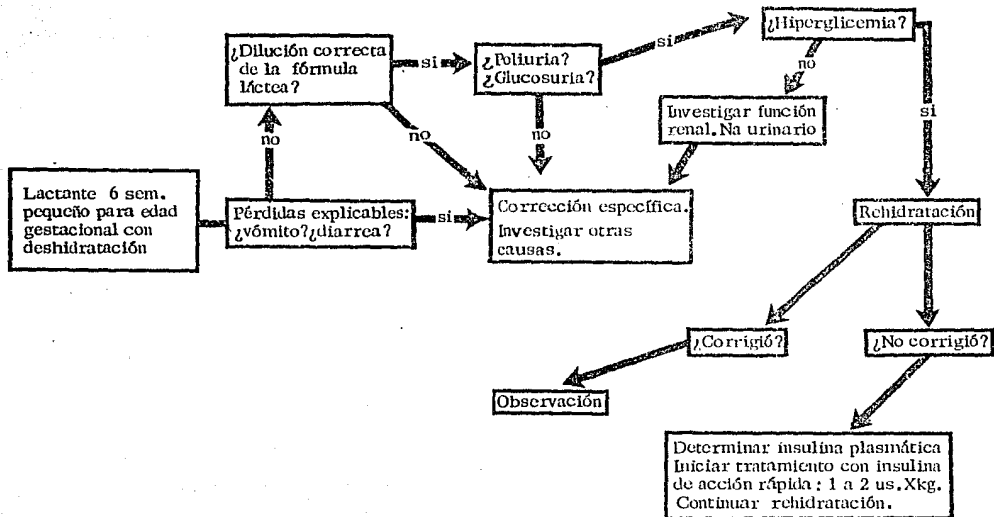 ¿Hiperglicemia?
¿Dilución correcta
de la fórmula
láctea?
si
¿Poliuria?
¿Glucosuria?
si
no
si
no
no
no
Investigar función
renal. Na urinario
Lactante 6 sem.
pequeño para edad
gestacional con
deshidratación
Pérdidas explicables:
¿vómito?¿diarrea?
si
Corrección específica.
Investigar otras
causas.
Rehidratación
¿Corrigió?
¿No corrigió?
Observación
Determinar insulina plasmática
Iniciar tratamiento con insulina
de acción rápida: 1 a 2 us.Xkg.
Continuar rehidratación.